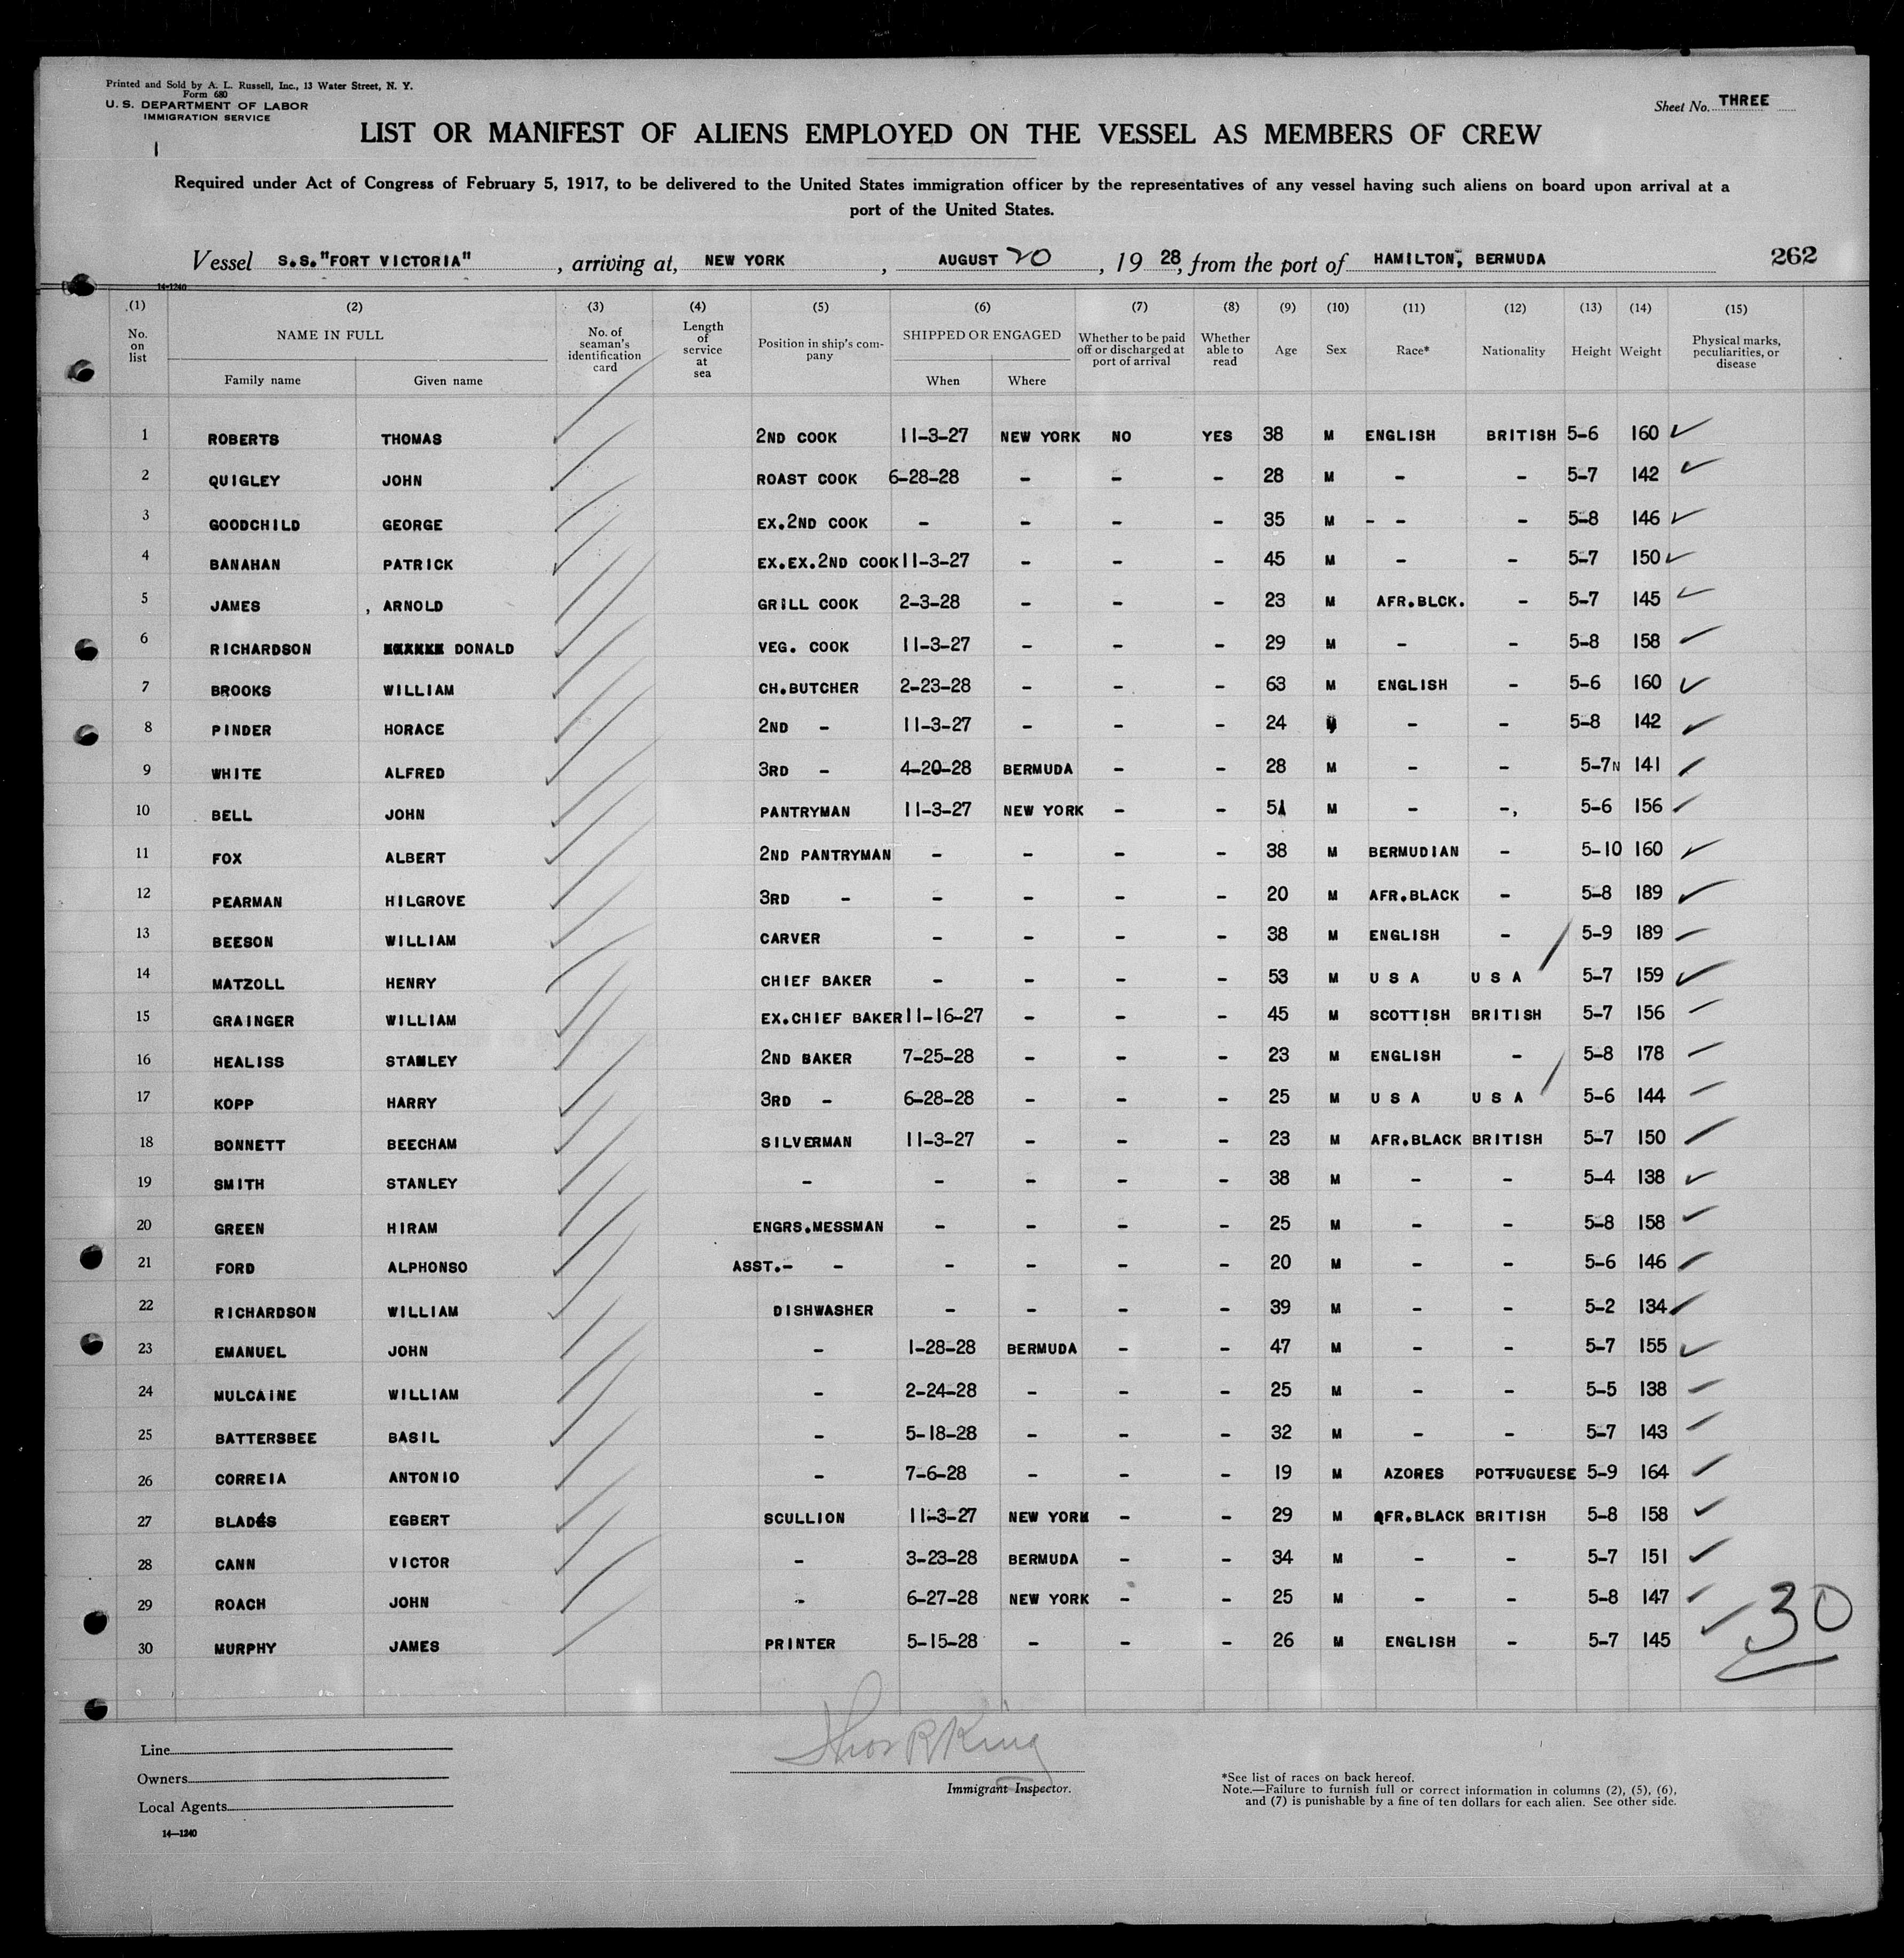 Printed and Sold by A. L. Russell, Inc., 13 Water Street, N. Y.
Form 680
U. S. DEPARTMENT OF LABOR
IMMIGRATION SERVICE
Sheet No. THREE
LIST OR MANIFEST OF ALIENS EMPLOYED ON THE VESSEL AS MEMBERS OF CREW
Required under Act of Congress of February 5, 1917, to be delivered to the United States immigration officer by the representatives of any vessel having such aliens on board upon arrival at a
port of the United States.
Vessel S.S."FORT VICTORIA", arriving at, NEW YORK, AUGUST 20, 1928, from the port of HAMILTON, BERMUDA 262
14-1240
(1) (2) (3) (4) (5) (6) (7) (8) (9) (10) (11) (12) (13) (14) (15)
No. on list NAME IN FULL Family name Given name No. of seaman's identification card Length of service at sea Position in ship's company SHIPPED OR ENGAGED When Where Whether to be paid off or discharged at port of arrival Whether able to read Age Sex Race* Nationality Height Weight Physical marks, peculiarities, or disease
1 ROBERTS THOMAS 2ND COOK 11-3-27 NEW YORK NO YES 38 M ENGLISH BRITISH 5-6 160
2 QUIGLEY JOHN ROAST COOK 6-28-28 - - - 28 M - - 5-7 142
3 GOODCHILD GEORGE EX.2ND COOK - - - - 35 M - - - 5-8 146
4 BANAHAN PATRICK EX.EX.2ND COOK 11-3-27 - - - 45 M - - 5-7 150
5 JAMES , ARNOLD GRILL COOK 2-3-28 - - - 23 M AFR.BLCK. - 5-7 145
6 RICHARDSON DONALD VEG. COOK 11-3-27 - - - 29 M - - 5-8 158
7 BROOKS WILLIAM CH.BUTCHER 2-23-28 - - - 63 M ENGLISH - 5-6 160
8 PINDER HORACE 2ND - 11-3-27 - - - 24 M - - 5-8 142
9 WHITE ALFRED 3RD - 4-20-28 BERMUDA - - 28 M - - 5-7N 141
10 BELL JOHN PANTRYMAN 11-3-27 NEW YORK - - 51 M - -, 5-6 156
11 FOX ALBERT 2ND PANTRYMAN - - - - 38 M BERMUDIAN - 5-10 160
12 PEARMAN HILGROVE 3RD - - - - - 20 M AFR.BLACK - 5-8 189
13 BEESON WILLIAM CARVER - - - - 38 M ENGLISH - 5-9 189
14 MATZOLL HENRY CHIEF BAKER - - - - 53 M U S A U S A 5-7 159
15 GRAINGER WILLIAM EX.CHIEF BAKER 11-16-27 - - - 45 M SCOTTISH BRITISH 5-7 156
16 HEALISS STANLEY 2ND BAKER 7-25-28 - - - 23 M ENGLISH - 5-8 178
17 KOPP HARRY 3RD - 6-28-28 - - - 25 M U S A U S A 5-6 144
18 BONNETT BEECHAM SILVERMAN 11-3-27 - - - 23 M AFR.BLACK BRITISH 5-7 150
19 SMITH STANLEY - - - - - 38 M - - 5-4 138
20 GREEN HIRAM ENGRS.MESSMAN - - - - 25 M - - 5-8 158
21 FORD ALPHONSO ASST.- - - - - - 20 M - - 5-6 146
22 RICHARDSON WILLIAM DISHWASHER - - - - 39 M - - 5-2 134
23 EMANUEL JOHN - 1-28-28 BERMUDA - - 47 M - - 5-7 155
24 MULCAINE WILLIAM - 2-24-28 - - - 25 M - - 5-5 138
25 BATTERSBEE BASIL - 5-18-28 - - - 32 M - - 5-7 143
26 CORREIA ANTONIO - 7-6-28 - - - 19 M AZORES POTTUGUESE 5-9 164
27 BLADES EGBERT SCULLION 11-3-27 NEW YORK - - 29 M AFR.BLACK BRITISH 5-8 158
28 CANN VICTOR - 3-23-28 BERMUDA - - 34 M - - 5-7 151
29 ROACH JOHN - 6-27-28 NEW YORK - - 25 M - - 5-8 147
30 MURPHY JAMES PRINTER 5-15-28 - - - 26 M ENGLISH - 5-7 145
30
Thos R King
Line
Owners
Local Agents
14-1240
Immigrant Inspector.
*See list of races on back hereof.
Note.—Failure to furnish full or correct information in columns (2), (5), (6),
and (7) is punishable by a fine of ten dollars for each alien. See other side.